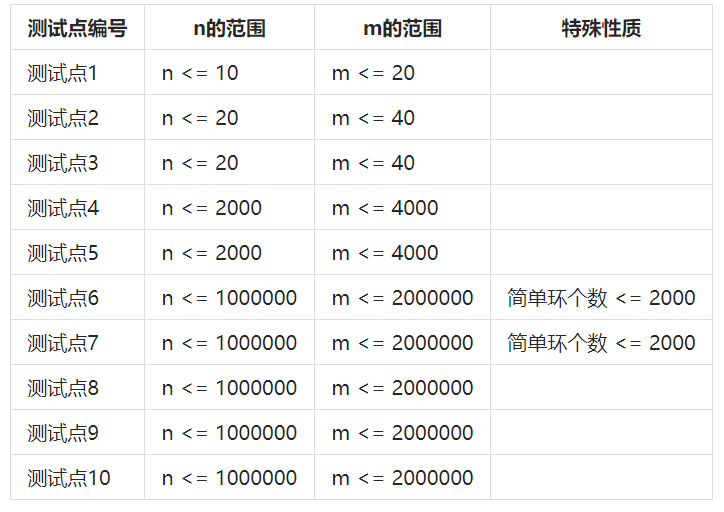 测试点编号 n的范围 m的范围 特殊性质
测试点1 n <= 10 m <= 20
测试点2 n <= 20 m <= 40
测试点3 n <= 20 m <= 40
测试点4 n <= 2000 m <= 4000
测试点5 n <= 2000 m <= 4000
测试点6 n <= 1000000 m <= 2000000 简单环个数 <= 2000
测试点7 n <= 1000000 m <= 2000000 简单环个数 <= 2000
测试点8 n <= 1000000 m <= 2000000
测试点9 n <= 1000000 m <= 2000000
测试点10 n <= 1000000 m <= 2000000